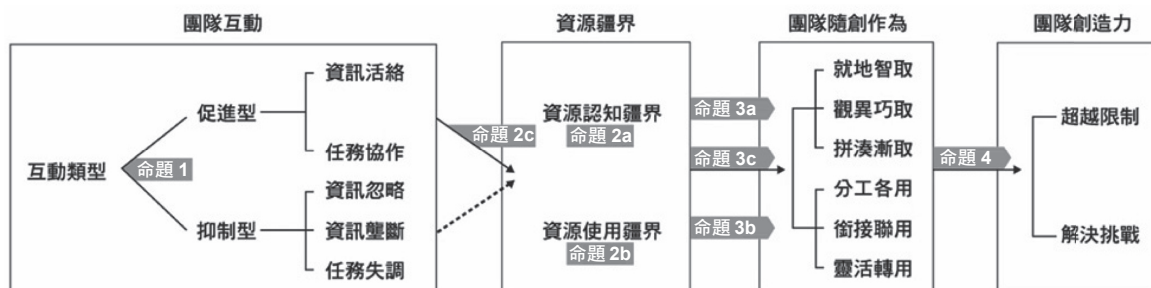 團隊互動
資源疆界
團隊隨創作為
團隊創造力
互動類型
命題 1
促進型
資訊活絡
任務協作
抑制型
資訊忽略
資訊壟斷
任務失調
命題 2c
資源認知疆界
命題 2a
資源使用疆界
命題 2b
命題 3a
命題 3c
命題 3b
就地智取
觀異巧取
拼湊漸取
分工各用
銜接聯用
靈活轉用
命題 4
超越限制
解決挑戰